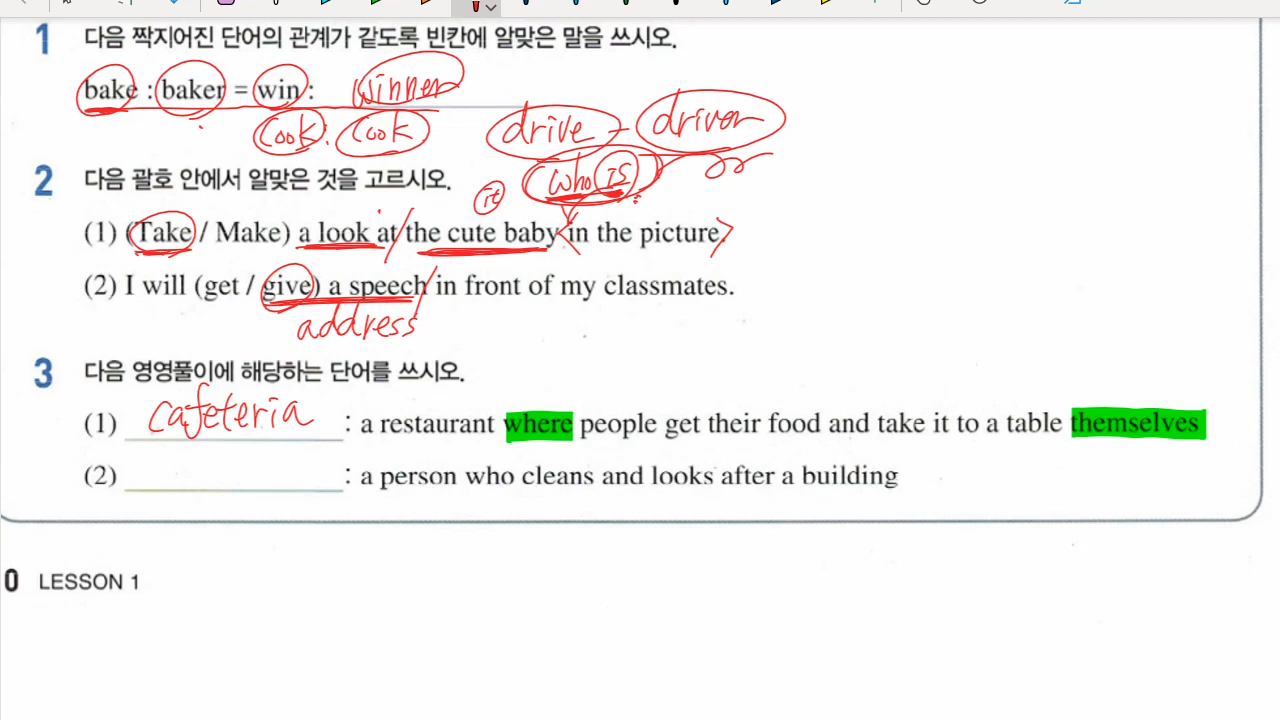 1 다음 짝지어진 단어의 관계가 같도록 빈칸에 알맞은 말을 쓰시오.
bake : baker = win : winner
cook : cook
drive - driver
2 다음 괄호 안에서 알맞은 것을 고르시오.
it who is
(1) (Take / Make) a look at the cute baby in the picture.
(2) I will (get / give) a speech in front of my classmates.
address
3 다음 영영풀이에 해당하는 단어를 쓰시오.
(1) cafeteria : a restaurant where people get their food and take it to a table themselves
(2) : a person who cleans and looks after a building
0 LESSON 1